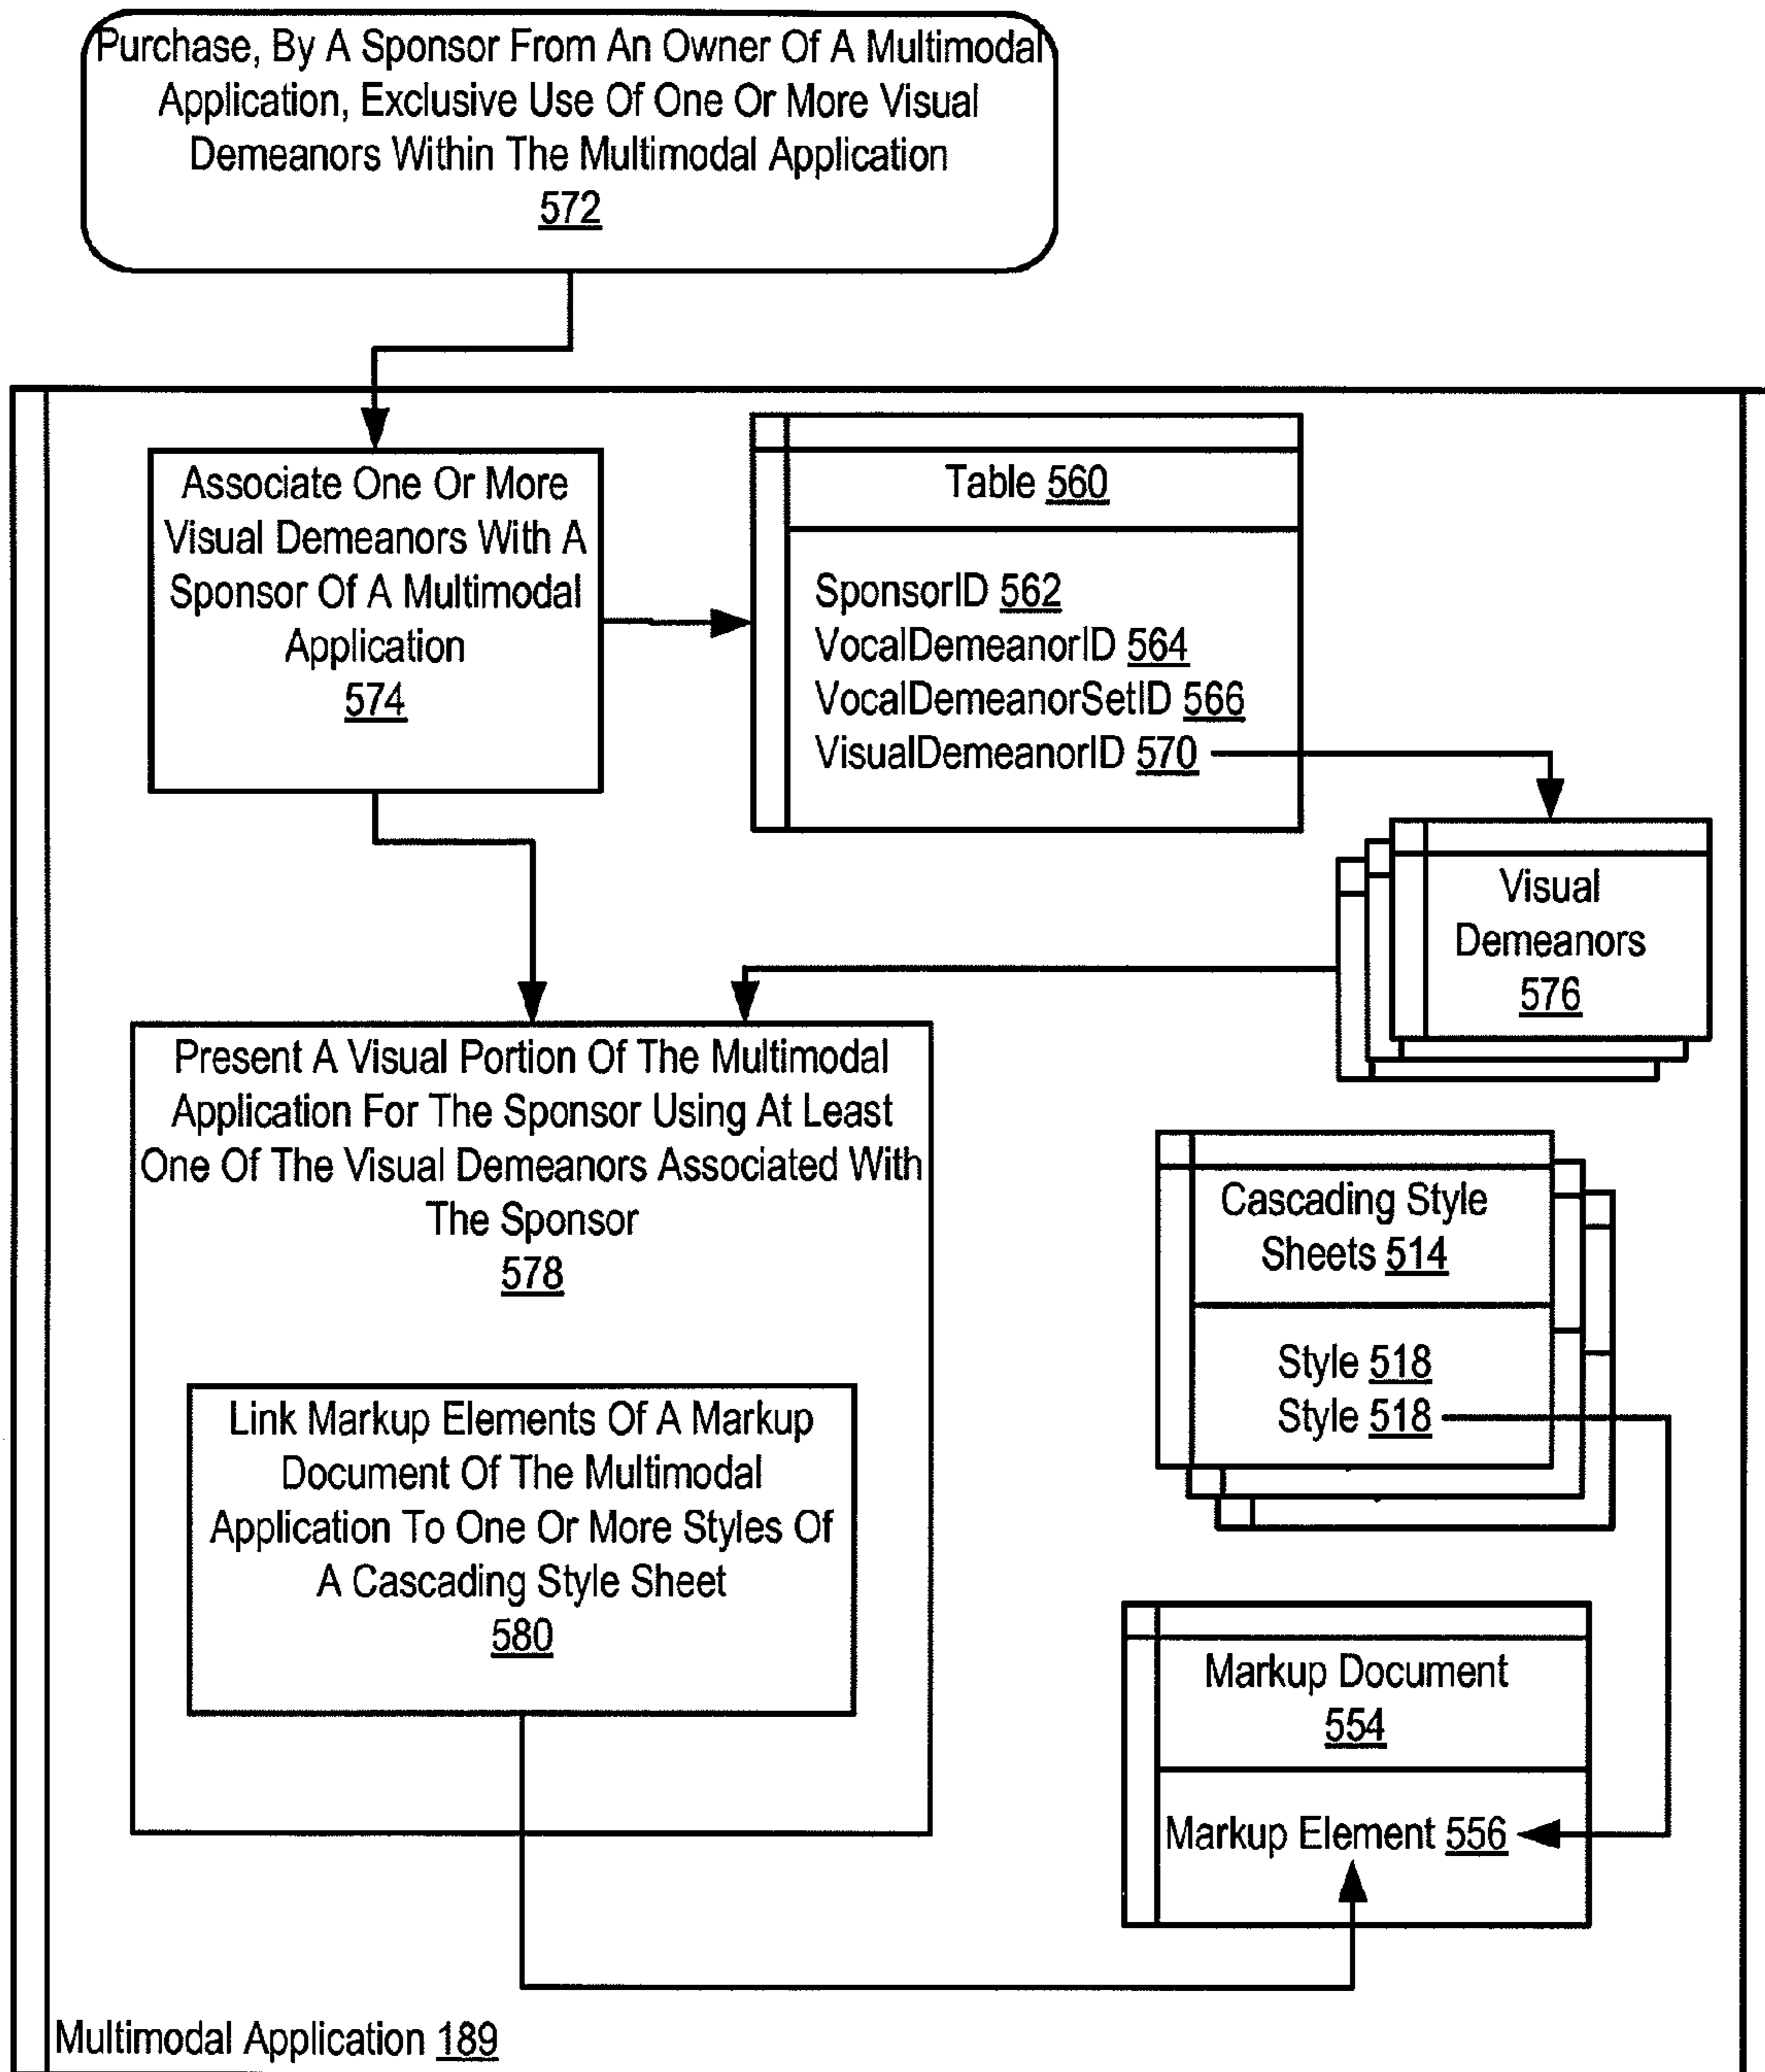 Purchase, By A Sponsor From An Owner Of A Multimodal
Application, Exclusive Use Of One Or More Visual
Demeanors Within The Multimodal Application
572
Associate One Or More
Visual Demeanors With A
Sponsor Of A Multimodal
Application
574
Table 560
SponsorID 562
VocalDemeanorID 564
VocalDemeanorSetID 566
VisualDemeanorID 570
Visual
Demeanors
576
Present A Visual Portion Of The Multimodal
Application For The Sponsor Using At Least
One Of The Visual Demeanors Associated With
The Sponsor
578
Cascading Style
Sheets 514
Style 518
Style 518
Link Markup Elements Of A Markup
Document Of The Multimodal
Application To One Or More Styles Of
A Cascading Style Sheet
580
Markup Document
554
Markup Element 556
Multimodal Application 189